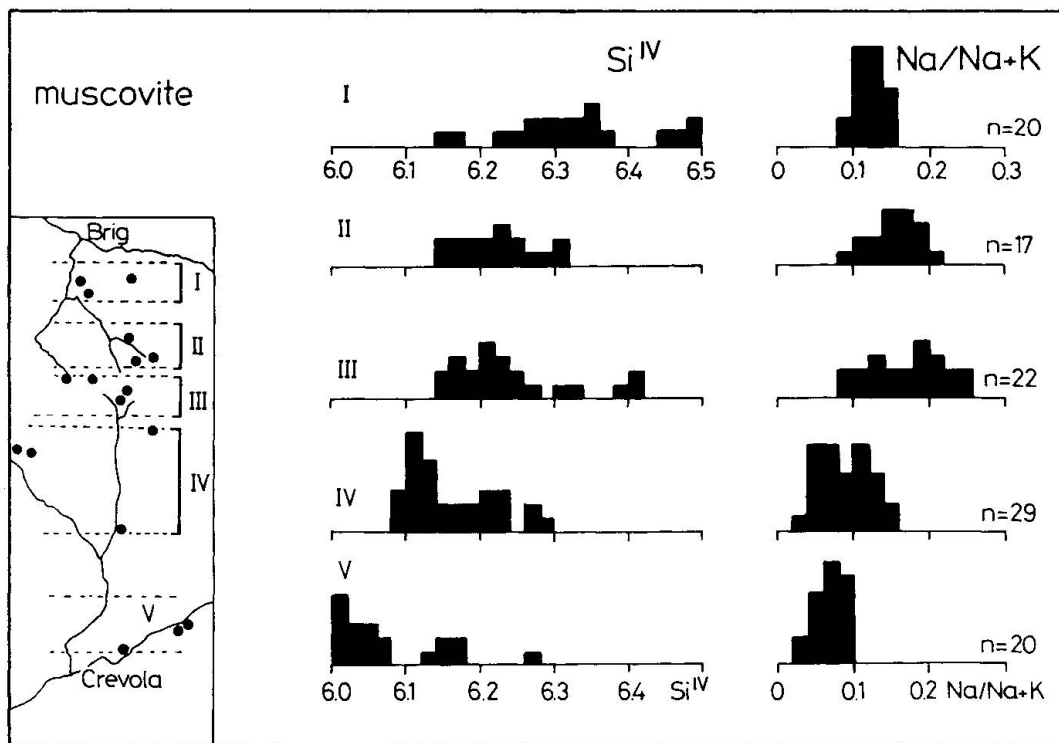 muscovite
Si^IV
Na/Na+K
I
n=20
6.0 6.1 6.2 6.3 6.4 6.5
0 0.1 0.2 0.3
Brig
I
II
n=17
II
III
n=22
III
IV
n=29
IV
V
n=20
V
Crevola
6.0 6.1 6.2 6.3 6.4 Si^IV
0 0.1 0.2 Na/Na+K